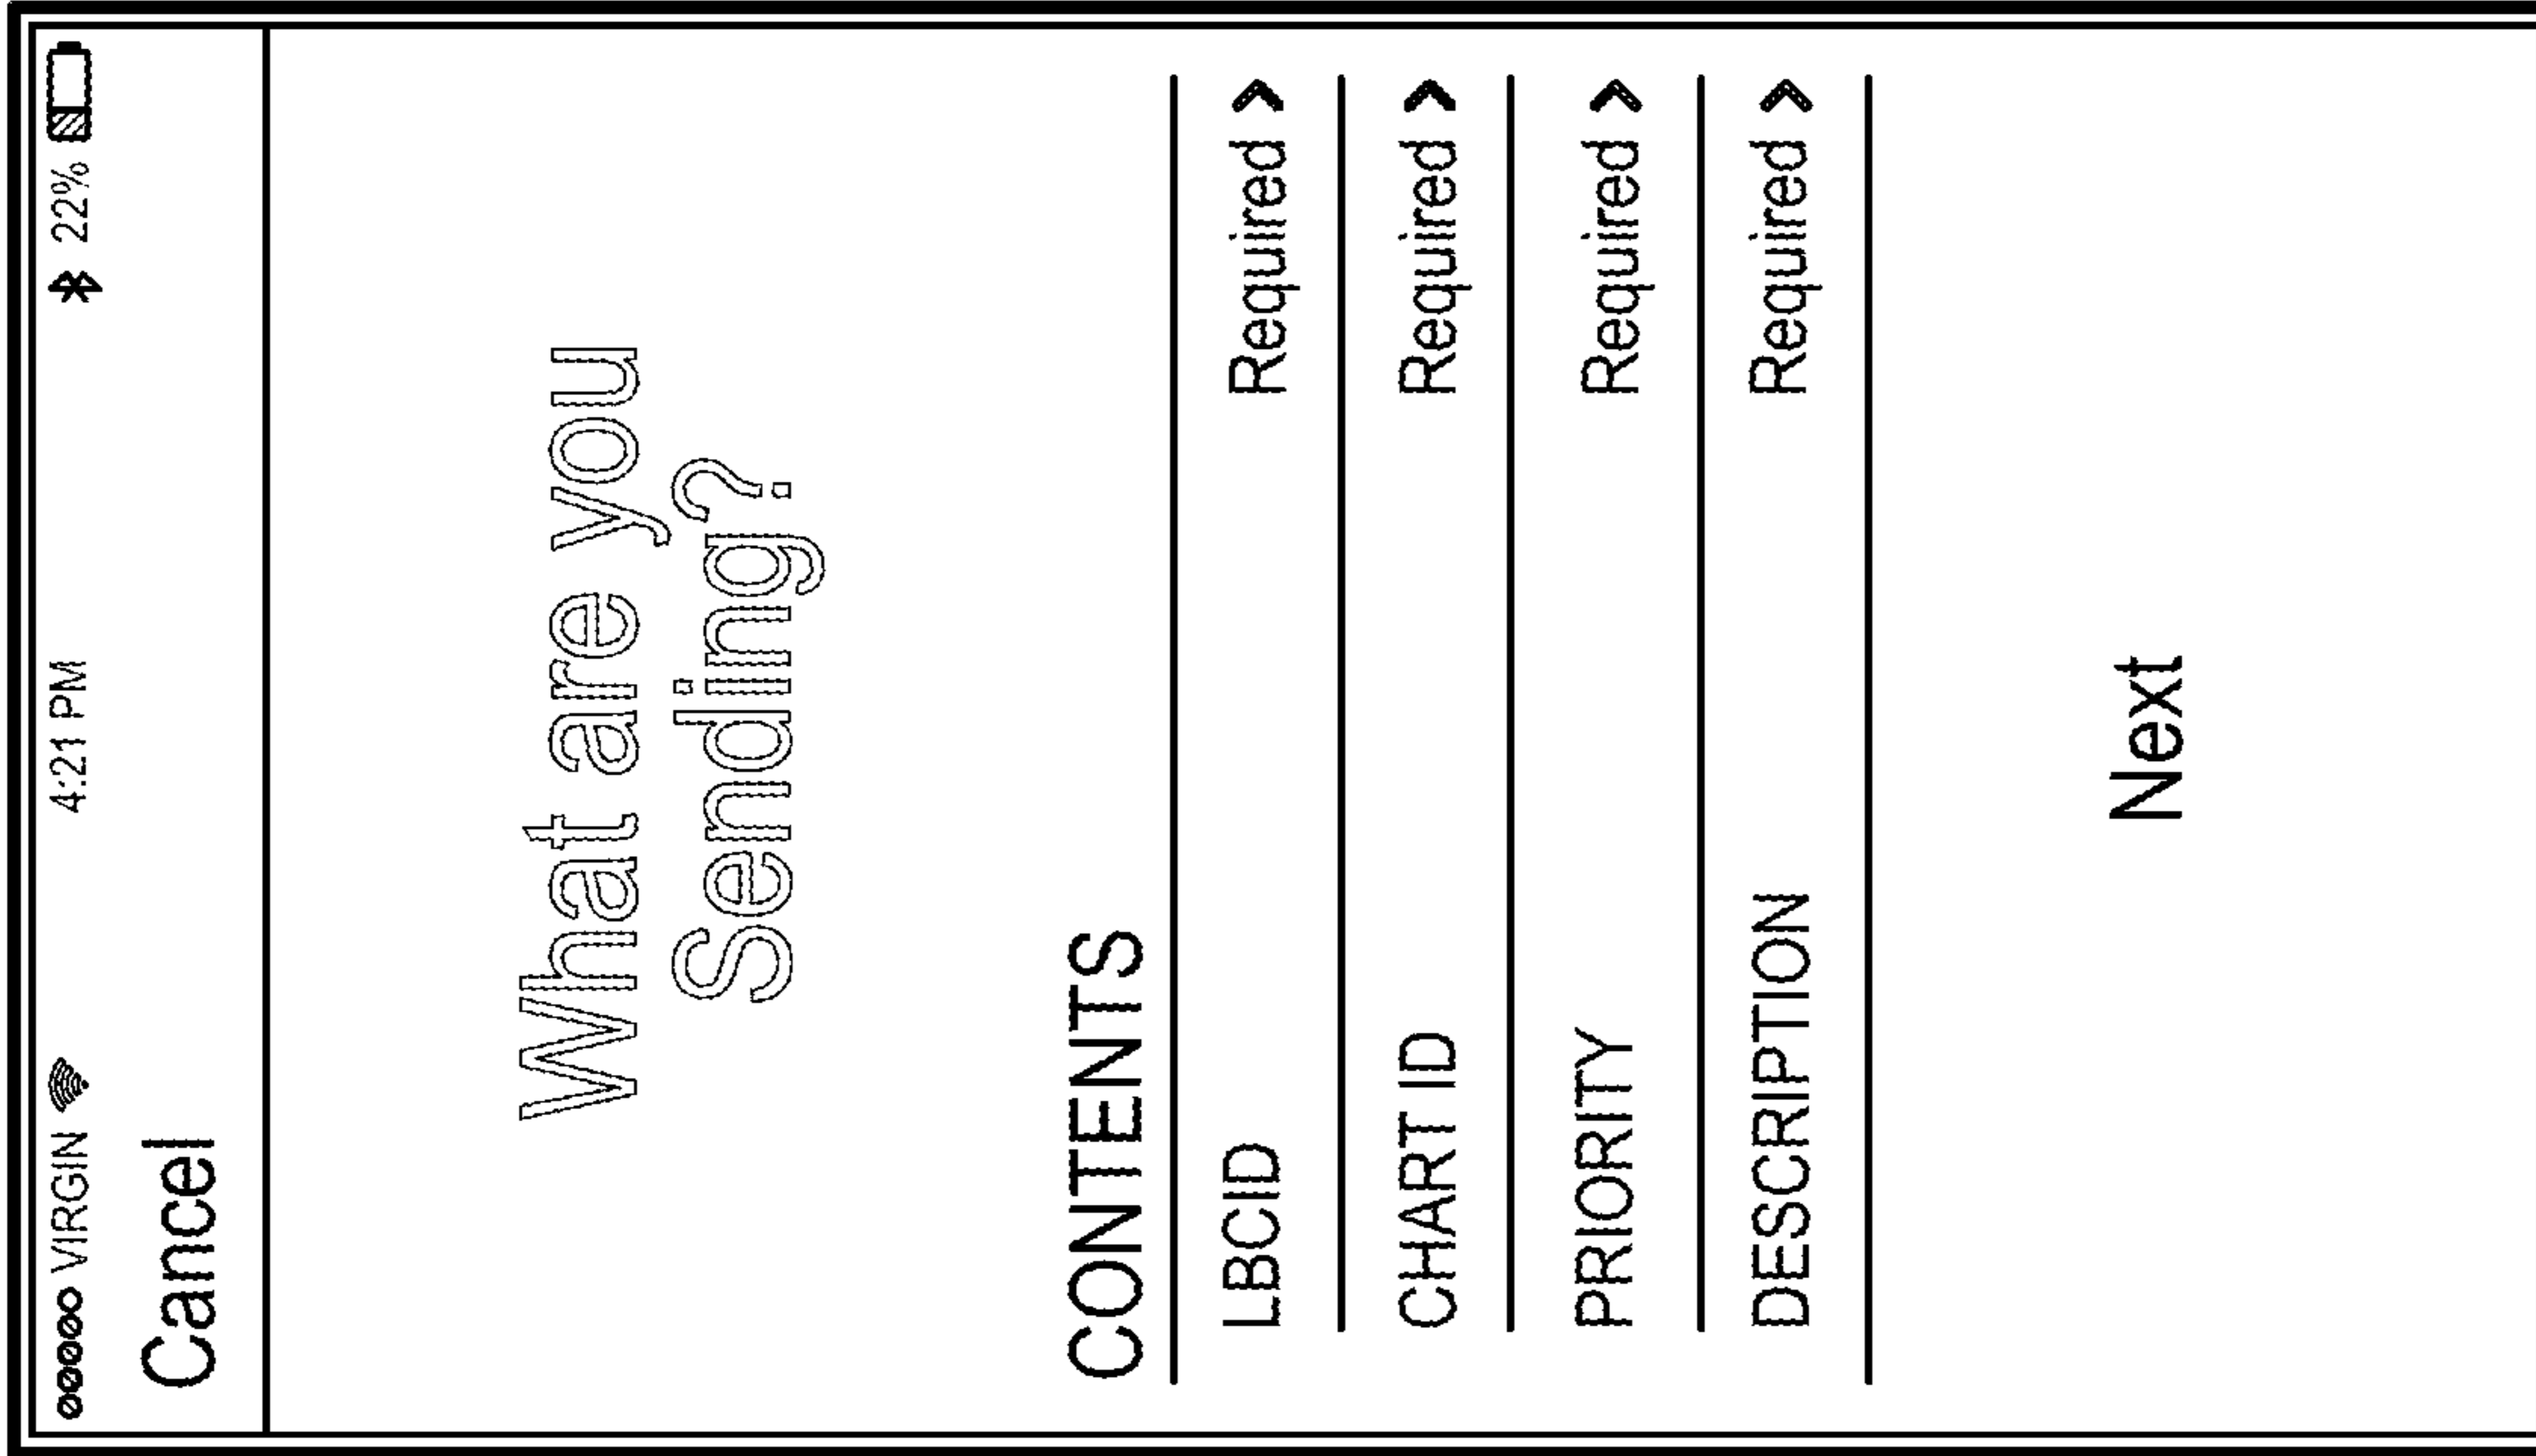 VIRGIN 4:21 PM 22%
Cancel
What are you
Sending?
CONTENTS
LBCID Required >
CHART ID Required >
PRIORITY Required >
DESCRIPTION Required >
Next